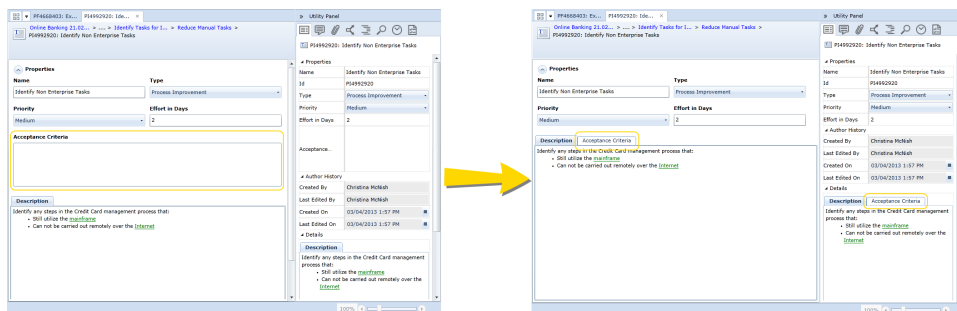 PF4668403: Ex... PI4992920: Ide... ×
Online Banking 21.02... > .... > Identify Tasks for I... > Reduce Manual Tasks >
PI4992920: Identify Non Enterprise Tasks
Properties
Name Type
Identify Non Enterprise Tasks Process Improvement
Priority Effort in Days
Medium 2
Acceptance Criteria
Description
Identify any steps in the Credit Card management process that:
• Still utilize the mainframe
• Can not be carried out remotely over the Internet
» Utility Panel
PI4992920: Identify Non Enterprise Tasks
Properties
Name Identify Non Enterprise Tasks
Id PI4992920
Type Process Improvement
Priority Medium
Effort in Days 2
Acceptance...
Author History
Created By Christina McNish
Last Edited By Christina McNish
Created On 03/04/2013 1:57 PM
Last Edited On 03/04/2013 1:57 PM
Details
Description
Identify any steps in the Credit Card management
process that:
• Still utilize the mainframe
• Can not be carried out remotely over the
Internet
100%
PF4668403: Ex... PI4992920: Ide... ×
Online Banking 21.02... > .... > Identify Tasks for I... > Reduce Manual Tasks >
PI4992920: Identify Non Enterprise Tasks
Properties
Name Type
Identify Non Enterprise Tasks Process Improvement
Priority Effort in Days
Medium 2
Description Acceptance Criteria
Identify any steps in the Credit Card management process that:
• Still utilize the mainframe
• Can not be carried out remotely over the Internet
» Utility Panel
PI4992920: Identify Non Enterprise Tasks
Properties
Name Identify Non Enterprise Tasks
Id PI4992920
Type Process Improvement
Priority Medium
Effort in Days 2
Author History
Created By Christina McNish
Last Edited By Christina McNish
Created On 03/04/2013 1:57 PM
Last Edited On 03/04/2013 1:57 PM
Details
Description Acceptance Criteria
Identify any steps in the Credit Card management
process that:
• Still utilize the mainframe
• Can not be carried out remotely over the
Internet
100%